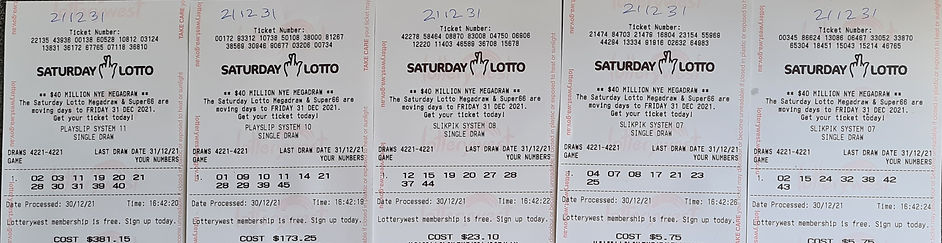 211231
Ticket Number:
22135 43936 00138 60528 10812 03124
13831 36172 67765 07118 36810
SATURDAY LOTTO
** $40 MILLION NYE MEGADRAW **
The Saturday Lotto Megadraw & Super66 are
moving days to FRIDAY 31 DEC 2021.
Get your ticket today!
PLAYSLIP SYSTEM 11
SINGLE DRAW
DRAWS 4221-4221 LAST DRAW DATE 31/12/21
GAME YOUR NUMBERS
1. 02 03 11 19 20 21
28 30 31 39 40
Date Processed: 30/12/21 Time: 16:42:20
Lotterywest membership is free. Sign up today.
COST $381.15
211231
Ticket Number:
00172 83312 10738 50108 38000 81267
38569 30946 60677 03208 00734
SATURDAY LOTTO
** $40 MILLION NYE MEGADRAW **
The Saturday Lotto Megadraw & Super66 are
moving days to FRIDAY 31 DEC 2021.
Get your ticket today!
PLAYSLIP SYSTEM 10
SINGLE DRAW
DRAWS 4221-4221 LAST DRAW DATE 31/12/21
GAME YOUR NUMBERS
1. 01 09 10 11 14 21
28 29 39 45
Date Processed: 30/12/21 Time: 16:42:19
Lotterywest membership is free. Sign up today.
COST $173.25
211231
Ticket Number:
42278 58464 08870 83008 04750 06806
12220 11403 46589 36708 15678
SATURDAY LOTTO
** $40 MILLION NYE MEGADRAW **
The Saturday Lotto Megadraw & Super66 are
moving days to FRIDAY 31 DEC 2021.
Get your ticket today!
SLIKPIK SYSTEM 08
SINGLE DRAW
DRAWS 4221-4221 LAST DRAW DATE 31/12/21
GAME YOUR NUMBERS
1. 12 15 19 20 27 28
37 44
Date Processed: 30/12/21 Time: 16:42:22
Lotterywest membership is free. Sign up today.
COST $23.10
211231
Ticket Number:
21474 84703 21479 16804 23154 55969
44284 13334 91816 02632 64983
SATURDAY LOTTO
** $40 MILLION NYE MEGADRAW **
The Saturday Lotto Megadraw & Super66 are
moving days to FRIDAY 31 DEC 2021.
Get your ticket today!
SLIKPIK SYSTEM 07
SINGLE DRAW
DRAWS 4221-4221 LAST DRAW DATE 31/12/21
GAME YOUR NUMBERS
1. 04 07 08 17 21 23
25
Date Processed: 30/12/21 Time: 16:42:26
Lotterywest membership is free. Sign up today.
COST $5.75
211231
Ticket Number:
00345 86624 13086 06467 33052 33870
65304 18451 15043 15214 46765
SATURDAY LOTTO
** $40 MILLION NYE MEGADRAW **
The Saturday Lotto Megadraw & Super66 are
moving days to FRIDAY 31 DEC 2021.
Get your ticket today!
SLIKPIK SYSTEM 07
SINGLE DRAW
DRAWS 4221-4221 LAST DRAW DATE 31/12/21
GAME YOUR NUMBERS
1. 02 15 24 32 38 42
43
Date Processed: 30/12/21 Time: 16:42:24
Lotterywest membership is free. Sign up today.
COST $5.75